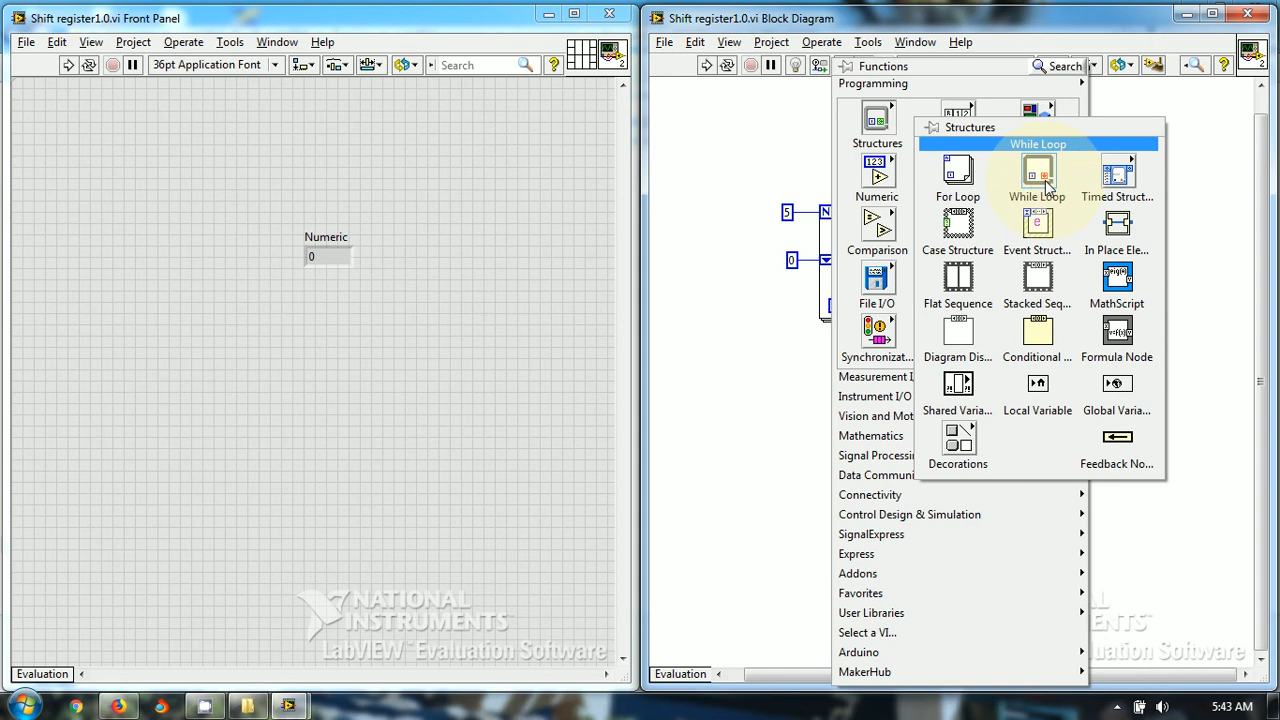 Shift register1.0.vi Front Panel
File Edit View Project Operate Tools Window Help
36pt Application Font
Search
?
Numeric
0
NATIONAL
INSTRUMENTS
LabVIEW™ Evaluation Software
Evaluation
Shift register1.0.vi Block Diagram
File Edit View Project Operate Tools Window Help
?
Functions
Search
Programming
Structures
Numeric
Comparison
File I/O
Synchronizat...
Measurement I
Instrument I/O
Vision and Mot
Mathematics
Signal Processi
Data Communi
Connectivity
Control Design & Simulation
SignalExpress
Express
Addons
Favorites
User Libraries
Select a VI...
Arduino
MakerHub
Structures
While Loop
For Loop
While Loop
Timed Struct...
Case Structure
Event Struct...
In Place Ele...
Flat Sequence
Stacked Seq...
MathScript
Diagram Dis...
Conditional ...
Formula Node
Shared Varia...
Local Variable
Global Varia...
Decorations
Feedback No...
5
N
0
123
Evaluation
5:43 AM